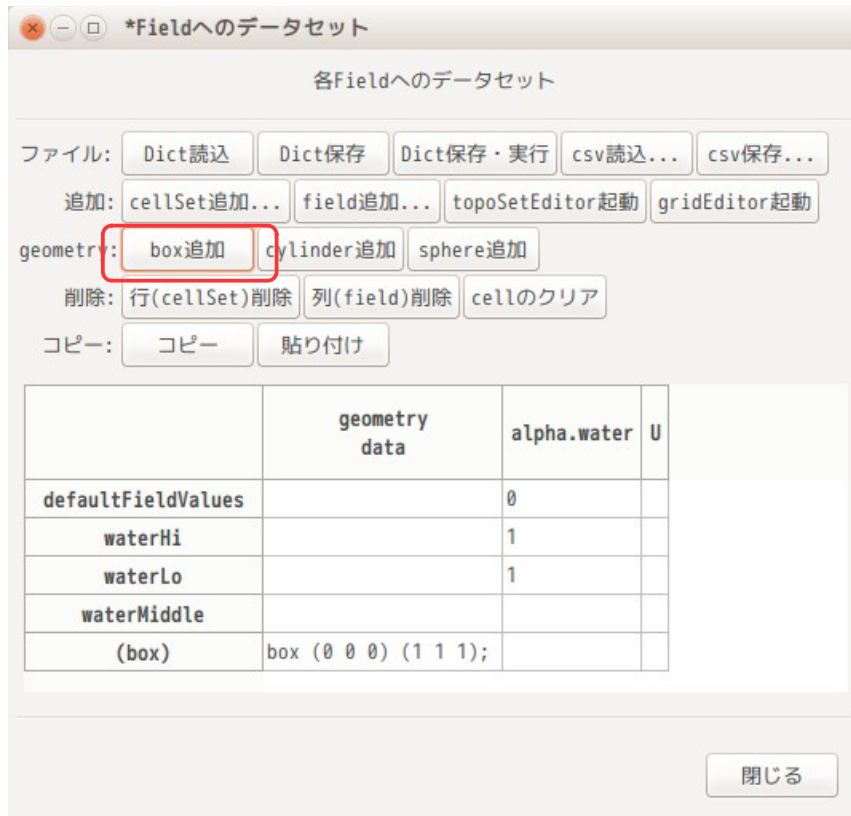 *Fieldへのデータセット
各Fieldへのデータセット
ファイル: Dict読込 Dict保存 Dict保存・実行 csv読込... csv保存...
追加: cellSet追加... field追加... topoSetEditor起動 gridEditor起動
geometry: box追加 cylinder追加 sphere追加
削除: 行(cellSet)削除 列(field)削除 cellのクリア
コピー: コピー 貼り付け
geometry
data alpha.water U
defaultFieldValues 0
waterHi 1
waterLo 1
waterMiddle
(box) box (0 0 0) (1 1 1);
閉じる